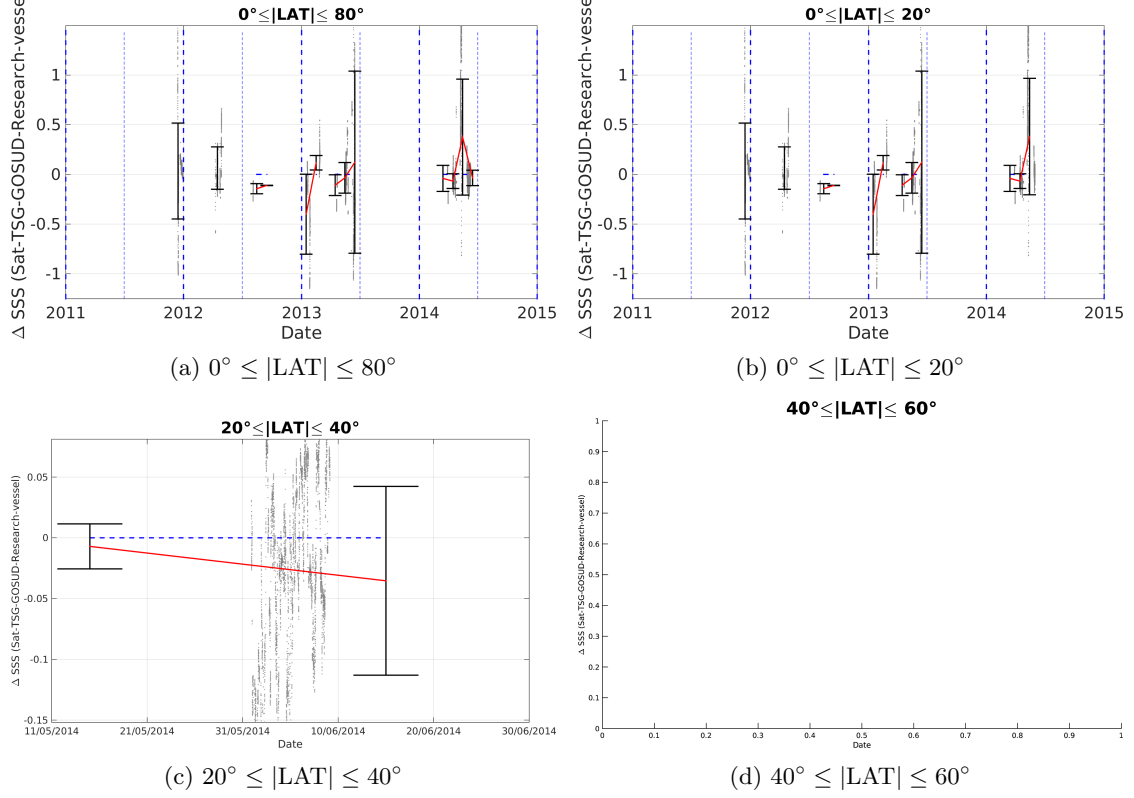 0°≤|LAT|≤ 80°
Δ SSS (Sat-TSG-GOSUD-Research-vessel)
1
0.5
0
-0.5
-1
2011 2012 2013 2014 2015
Date
(a) 0° ≤ |LAT| ≤ 80°
0°≤|LAT|≤ 20°
Δ SSS (Sat-TSG-GOSUD-Research-vessel)
1
0.5
0
-0.5
-1
2011 2012 2013 2014 2015
Date
(b) 0° ≤ |LAT| ≤ 20°
20°≤|LAT|≤ 40°
Δ SSS (Sat-TSG-GOSUD-Research-vessel)
0.05
0
-0.05
-0.1
-0.15
11/05/2014 21/05/2014 31/05/2014 10/06/2014 20/06/2014 30/06/2014
Date
(c) 20° ≤ |LAT| ≤ 40°
40°≤|LAT|≤ 60°
Δ SSS (Sat-TSG-GOSUD-Research-vessel)
1
0.9
0.8
0.7
0.6
0.5
0.4
0.3
0.2
0.1
0
0 0.1 0.2 0.3 0.4 0.5 0.6 0.7 0.8 0.9 1
Date
(d) 40° ≤ |LAT| ≤ 60°